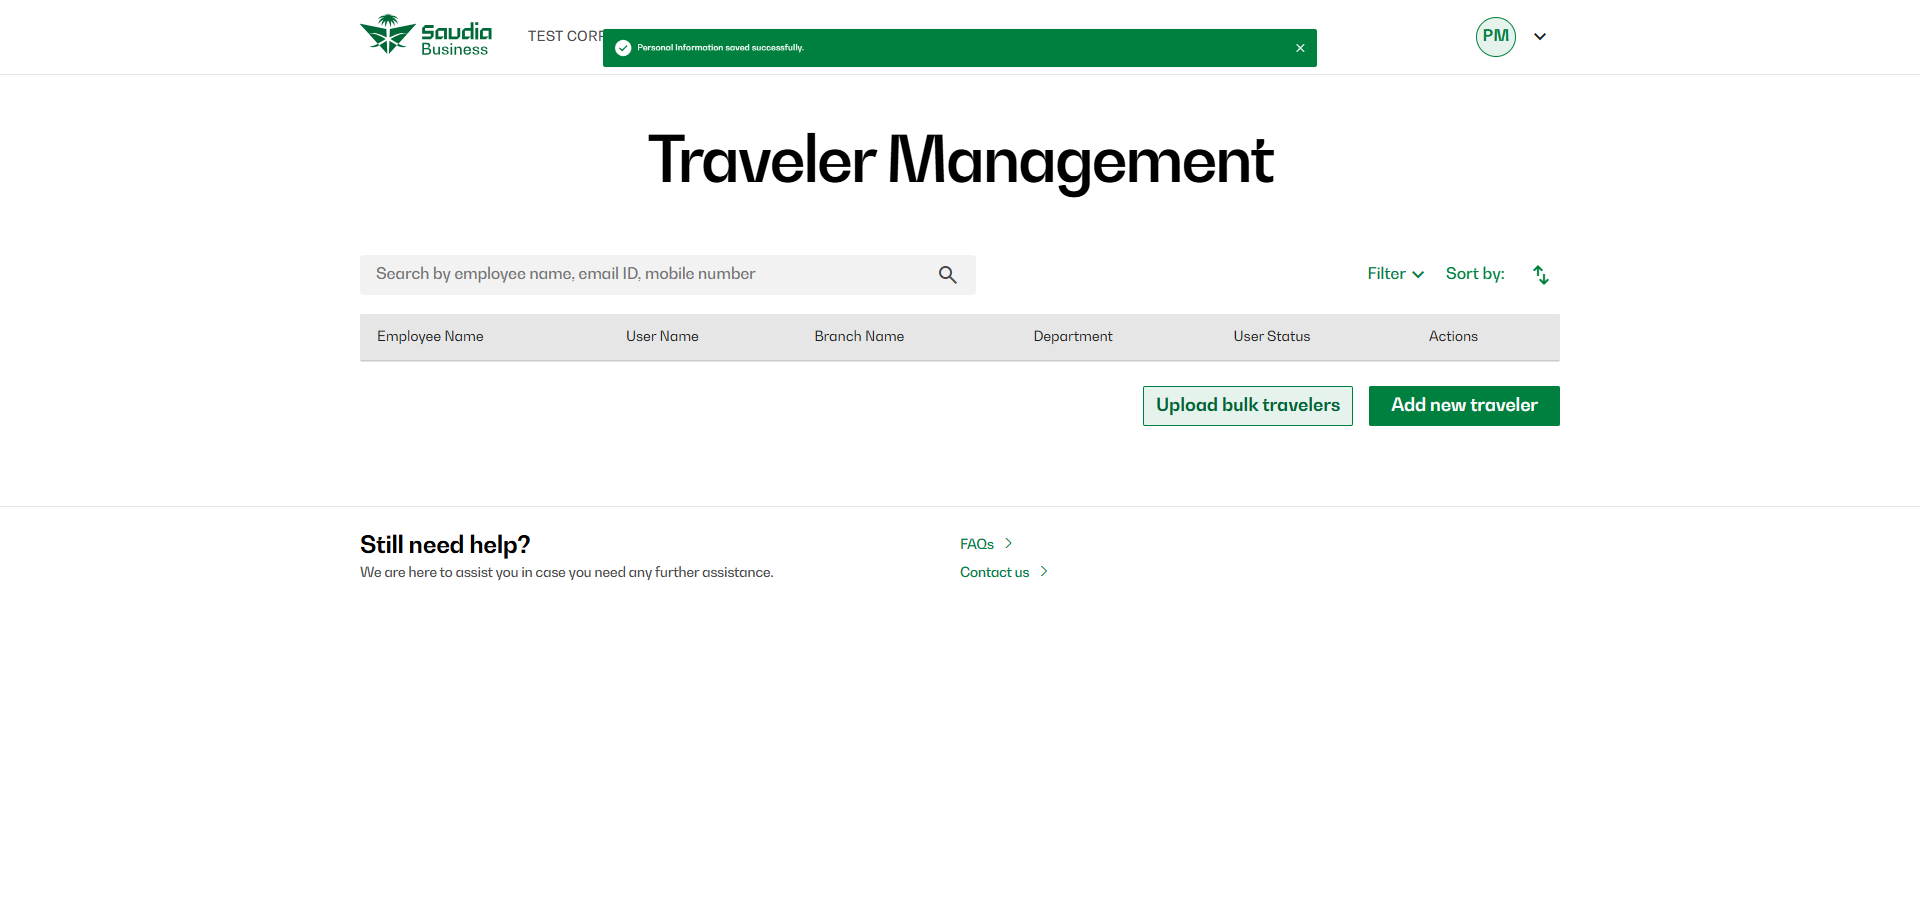 Saudia
Business
TEST CORP
Personal Information saved successfully.
PM
Traveler Management
Search by employee name, email ID, mobile number
Filter
Sort by:
Employee Name User Name Branch Name Department User Status Actions
Upload bulk travelers
Add new traveler
Still need help?
We are here to assist you in case you need any further assistance.
FAQs
Contact us